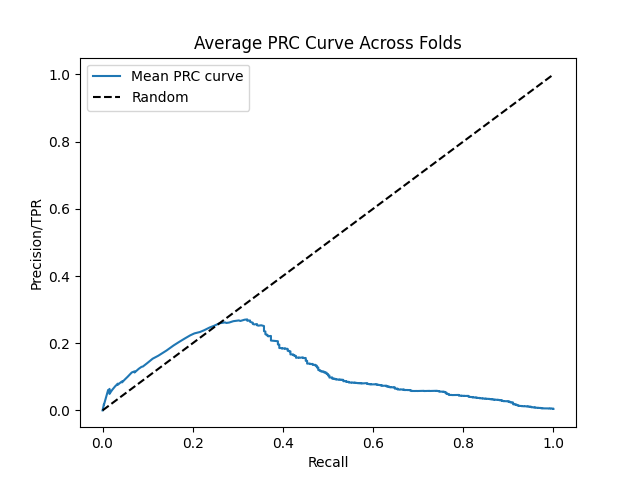 Average PRC Curve Across Folds
Mean PRC curve
Random
Precision/TPR
1.0
0.8
0.6
0.4
0.2
0.0
0.0 0.2 0.4 0.6 0.8 1.0
Recall